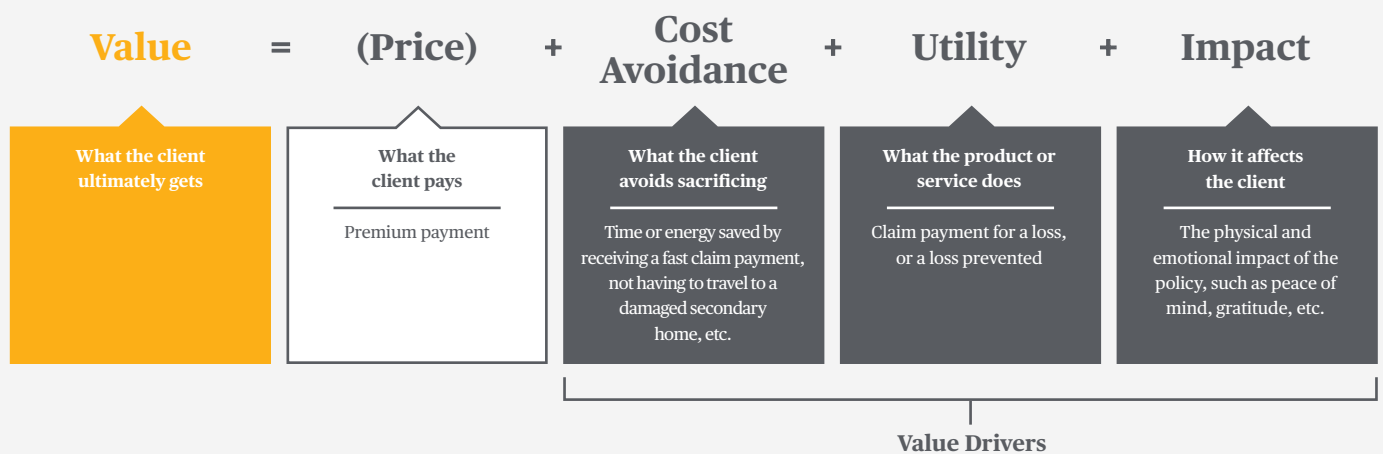 Value = (Price) + Cost Avoidance + Utility + Impact
What the client
ultimately gets
What the
client pays
Premium payment
What the client
avoids sacrificing
Time or energy saved by
receiving a fast claim payment,
not having to travel to a
damaged secondary
home, etc.
What the product or
service does
Claim payment for a loss,
or a loss prevented
How it affects
the client
The physical and
emotional impact of the
policy, such as peace of
mind, gratitude, etc.
Value Drivers